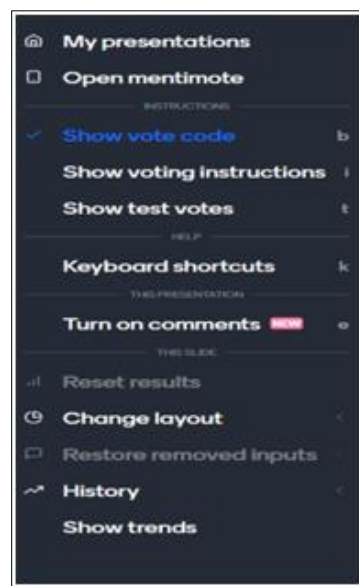 My presentations
Open mentimote
INSTRUCTIONS
Show vote code b
Show voting instructions i
Show test votes t
HELP
Keyboard shortcuts k
THIS PRESENTATION
Turn on comments NEW e
THIS SLIDE
Reset results
Change layout
Restore removed inputs
History
Show trends